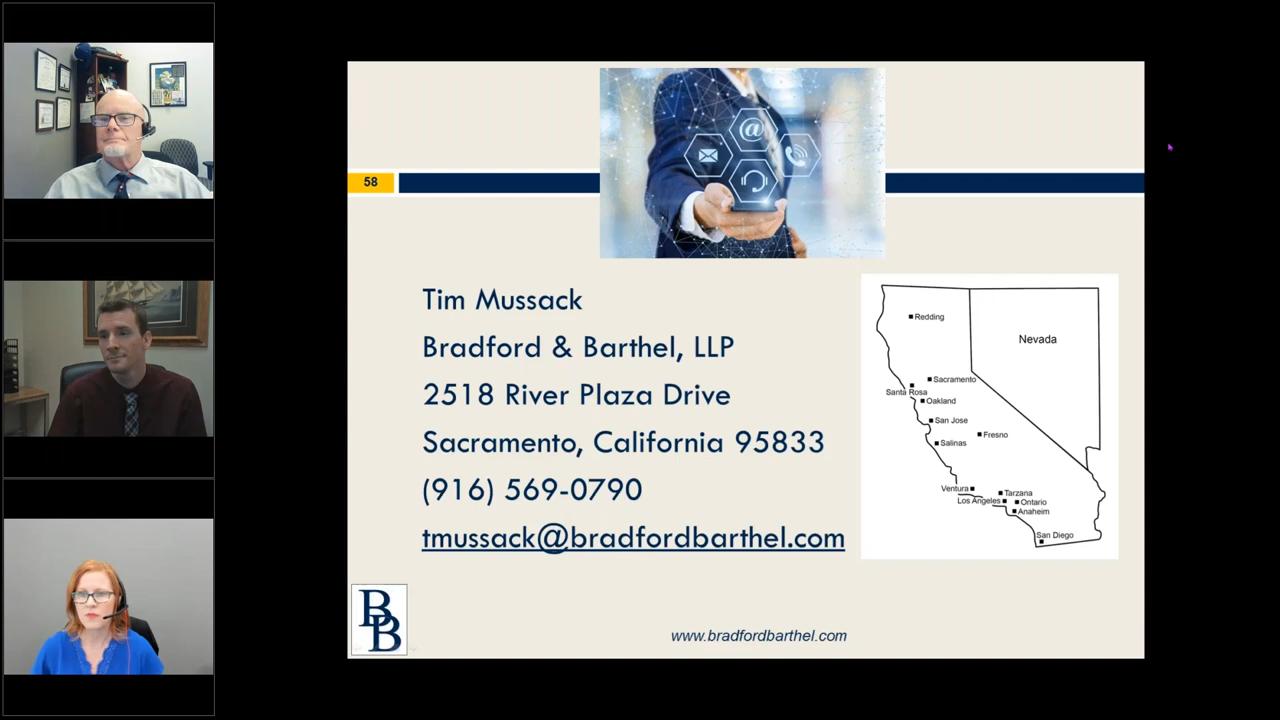 58
@
Tim Mussack
Bradford & Barthel, LLP
2518 River Plaza Drive
Sacramento, California 95833
(916) 569-0790
tmussack@bradfordbarthel.com
Redding
Nevada
Sacramento
Santa Rosa
Oakland
San Jose
Fresno
Salinas
Ventura
Tarzana
Los Angeles
Ontario
Anaheim
San Diego
BB
www.bradfordbarthel.com